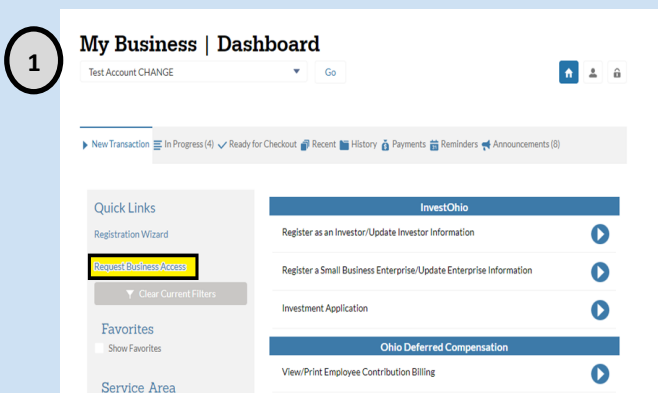 1
My Business | Dashboard
Test Account CHANGE Go
New Transaction In Progress (4) Ready for Checkout Recent History Payments Reminders Announcements (8)
Quick Links
Registration Wizard
Request Business Access
Clear Current Filters
Favorites
Show Favorites
Service Area
InvestOhio
Register as an Investor/Update Investor Information
Register a Small Business Enterprise/Update Enterprise Information
Investment Application
Ohio Deferred Compensation
View/Print Employee Contribution Billing